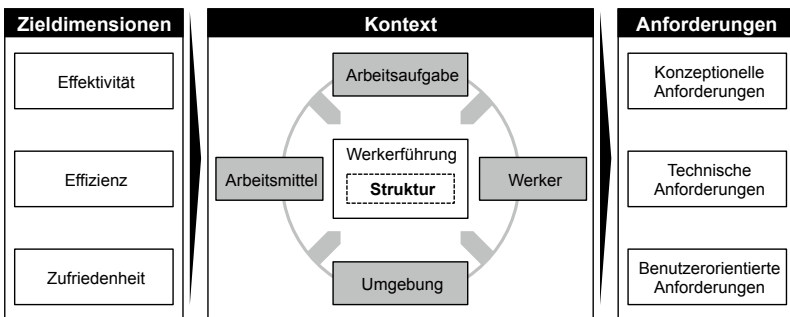 Zieldimensionen
Effektivität
Effizienz
Zufriedenheit
Kontext
Arbeitsaufgabe
Arbeitsmittel
Werkerführung
Struktur
Werker
Umgebung
Anforderungen
Konzeptionelle
Anforderungen
Technische
Anforderungen
Benutzerorientierte
Anforderungen